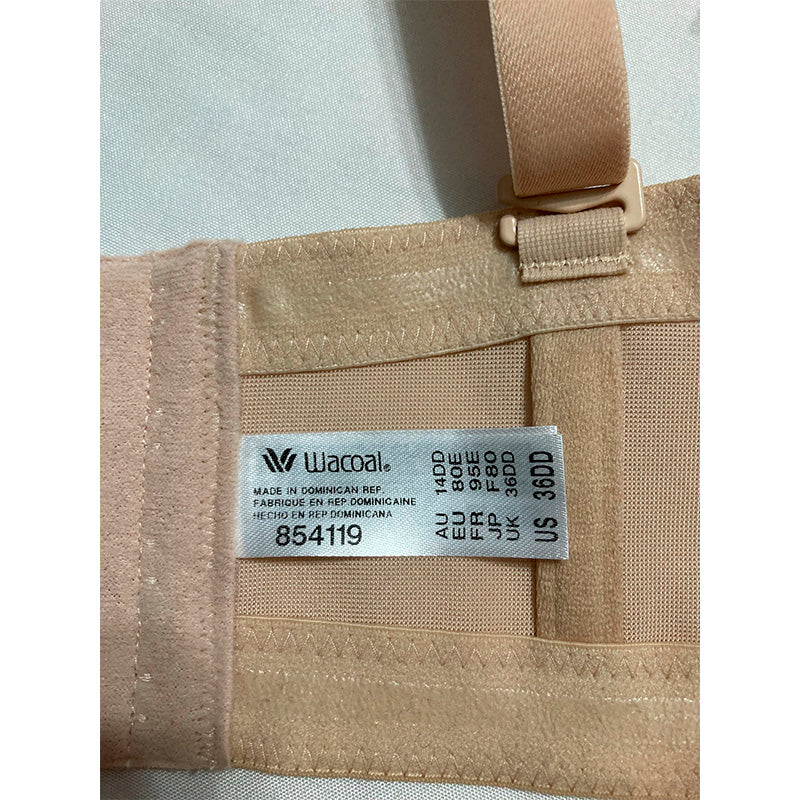 Wacoal®
MADE IN DOMINICAN REP.
FABRIQUE EN REP.DOMINICAINE
HECHO EN REP.DOMINICANA
854119
AU 14DD
EU 80E
FR 95E
JP F80
UK 36DD
US 36DD